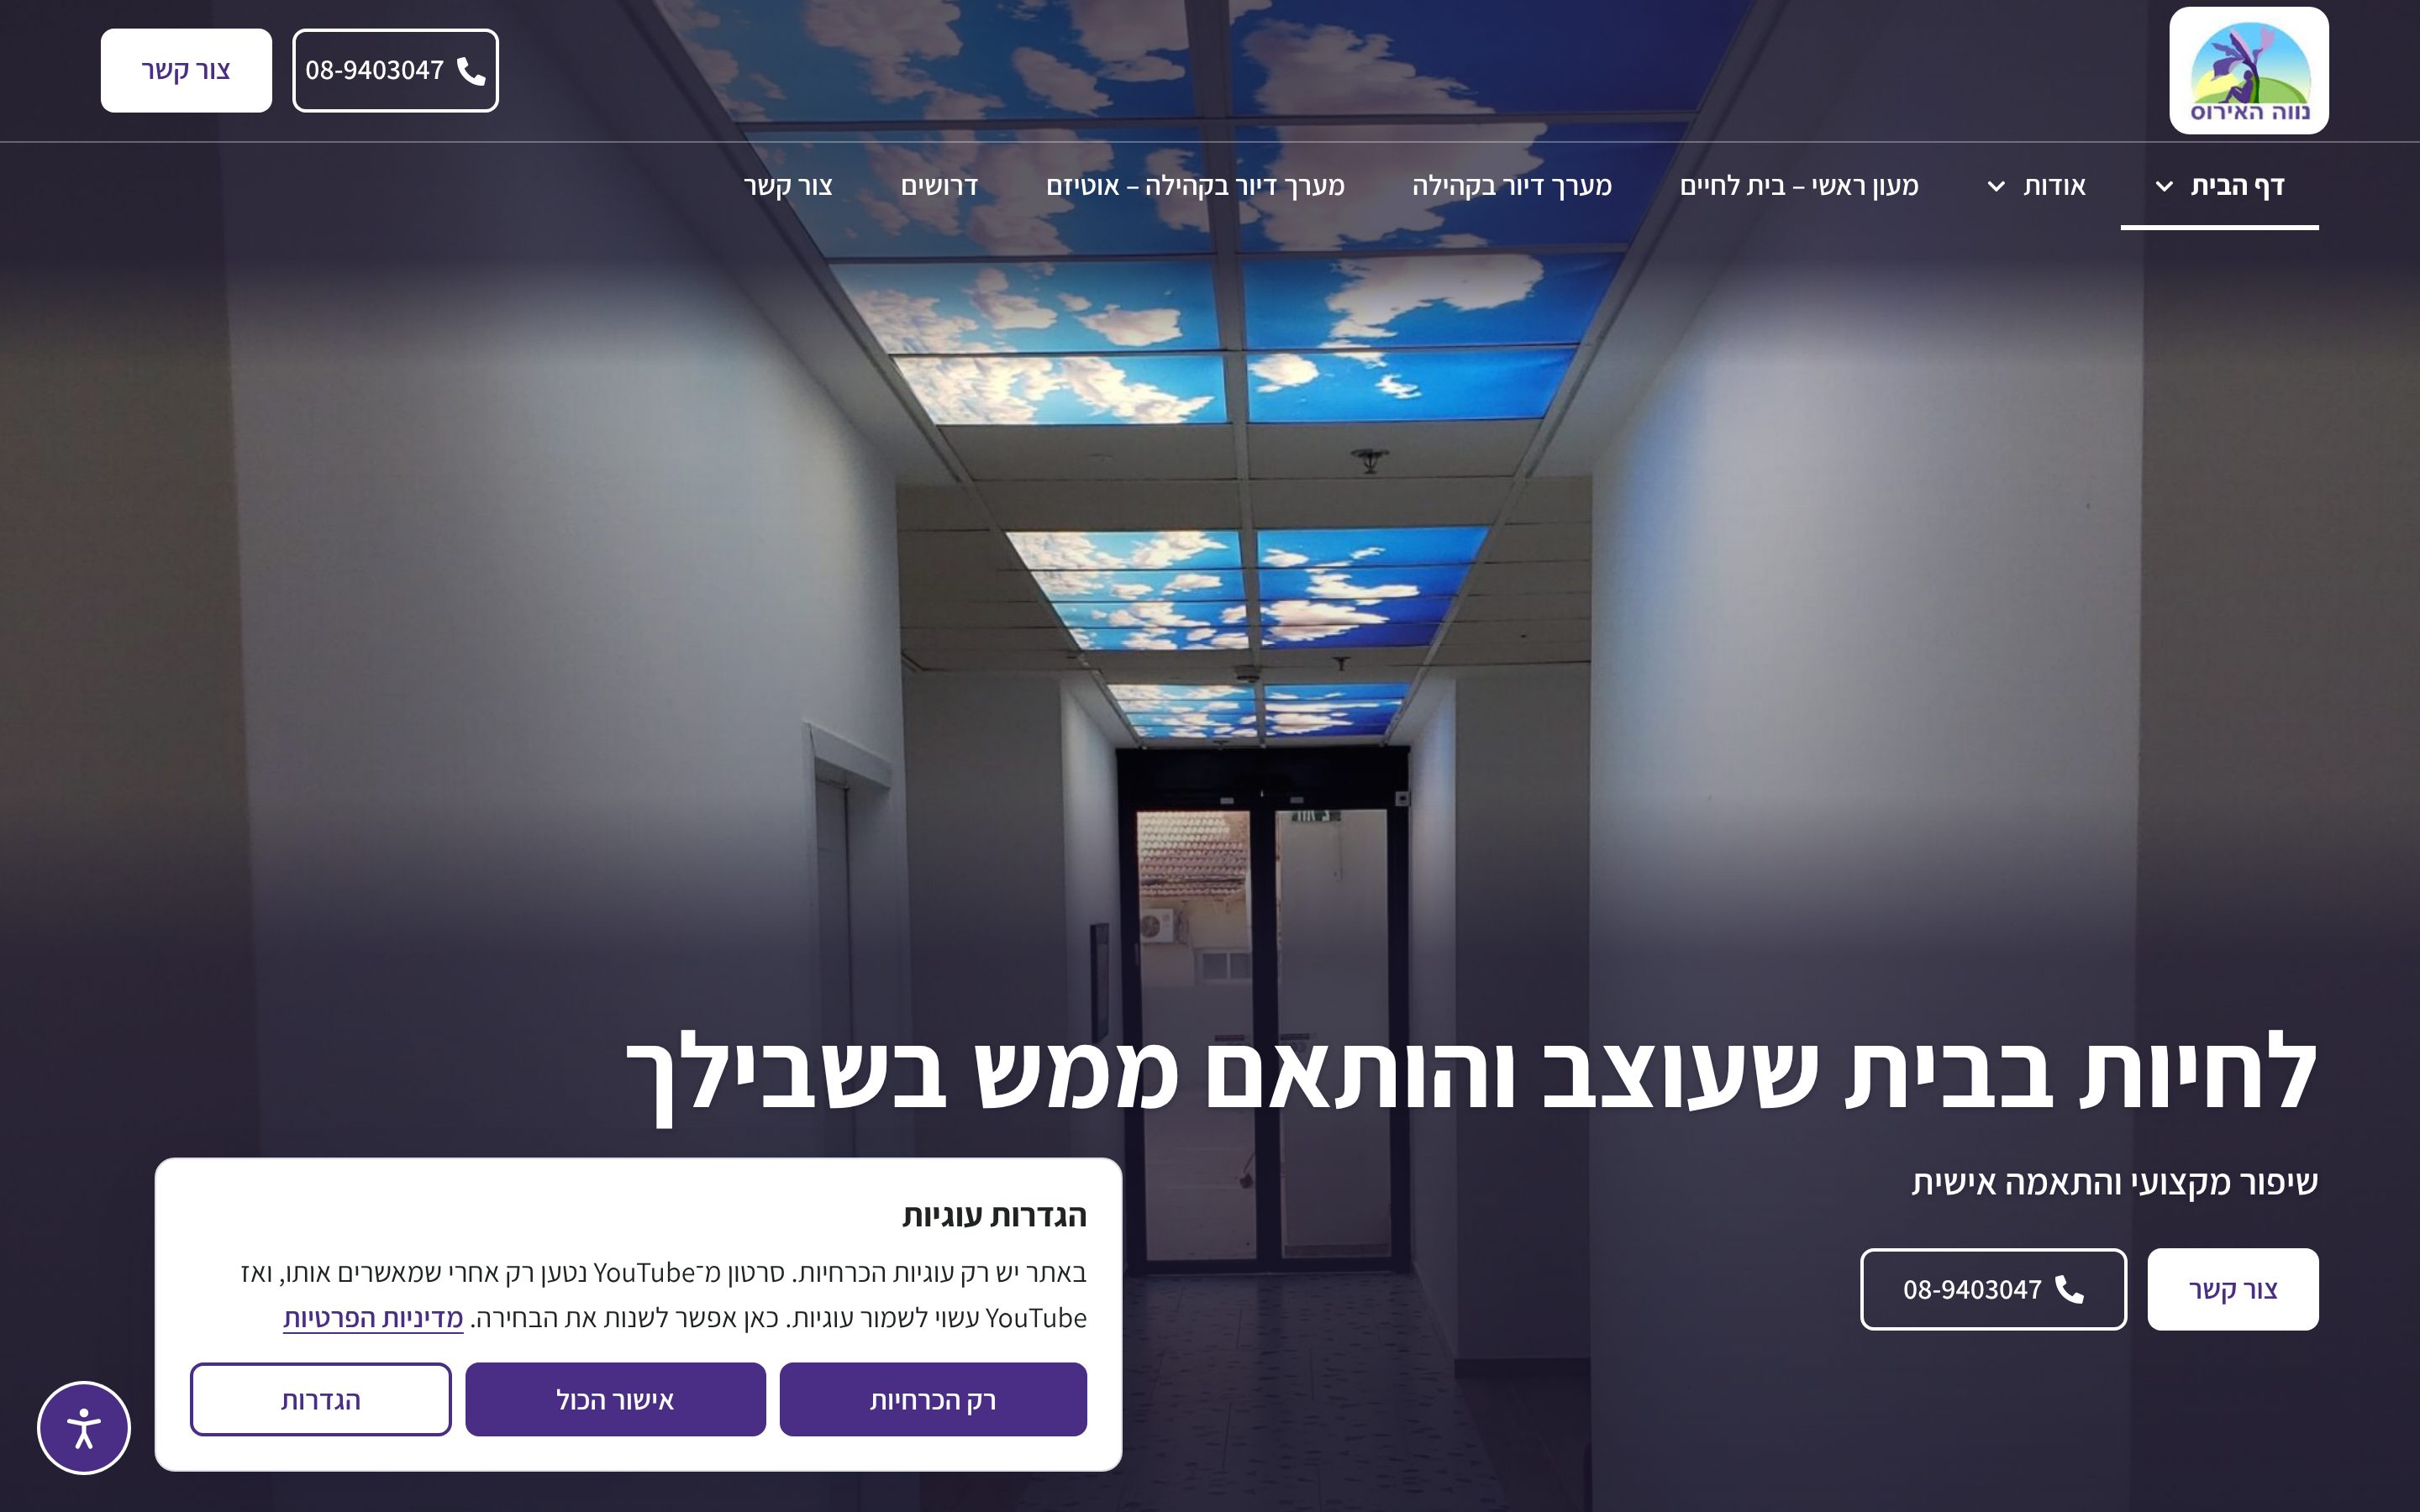 נווה האירוס
08-9403047
צור קשר
דף הבית
אודות
מעון ראשי – בית לחיים
מערך דיור בקהילה
מערך דיור בקהילה – אוטיזם
דרושים
צור קשר
לחיות בבית שעוצב והותאם ממש בשבילך
שיפור מקצועי והתאמה אישית
צור קשר
08-9403047
הגדרות עוגיות
באתר יש רק עוגיות הכרחיות. סרטון מ־YouTube נטען רק אחרי שמאשרים אותו, ואז
YouTube עשוי לשמור עוגיות. כאן אפשר לשנות את הבחירה. מדיניות הפרטיות
רק הכרחיות
אישור הכול
הגדרות